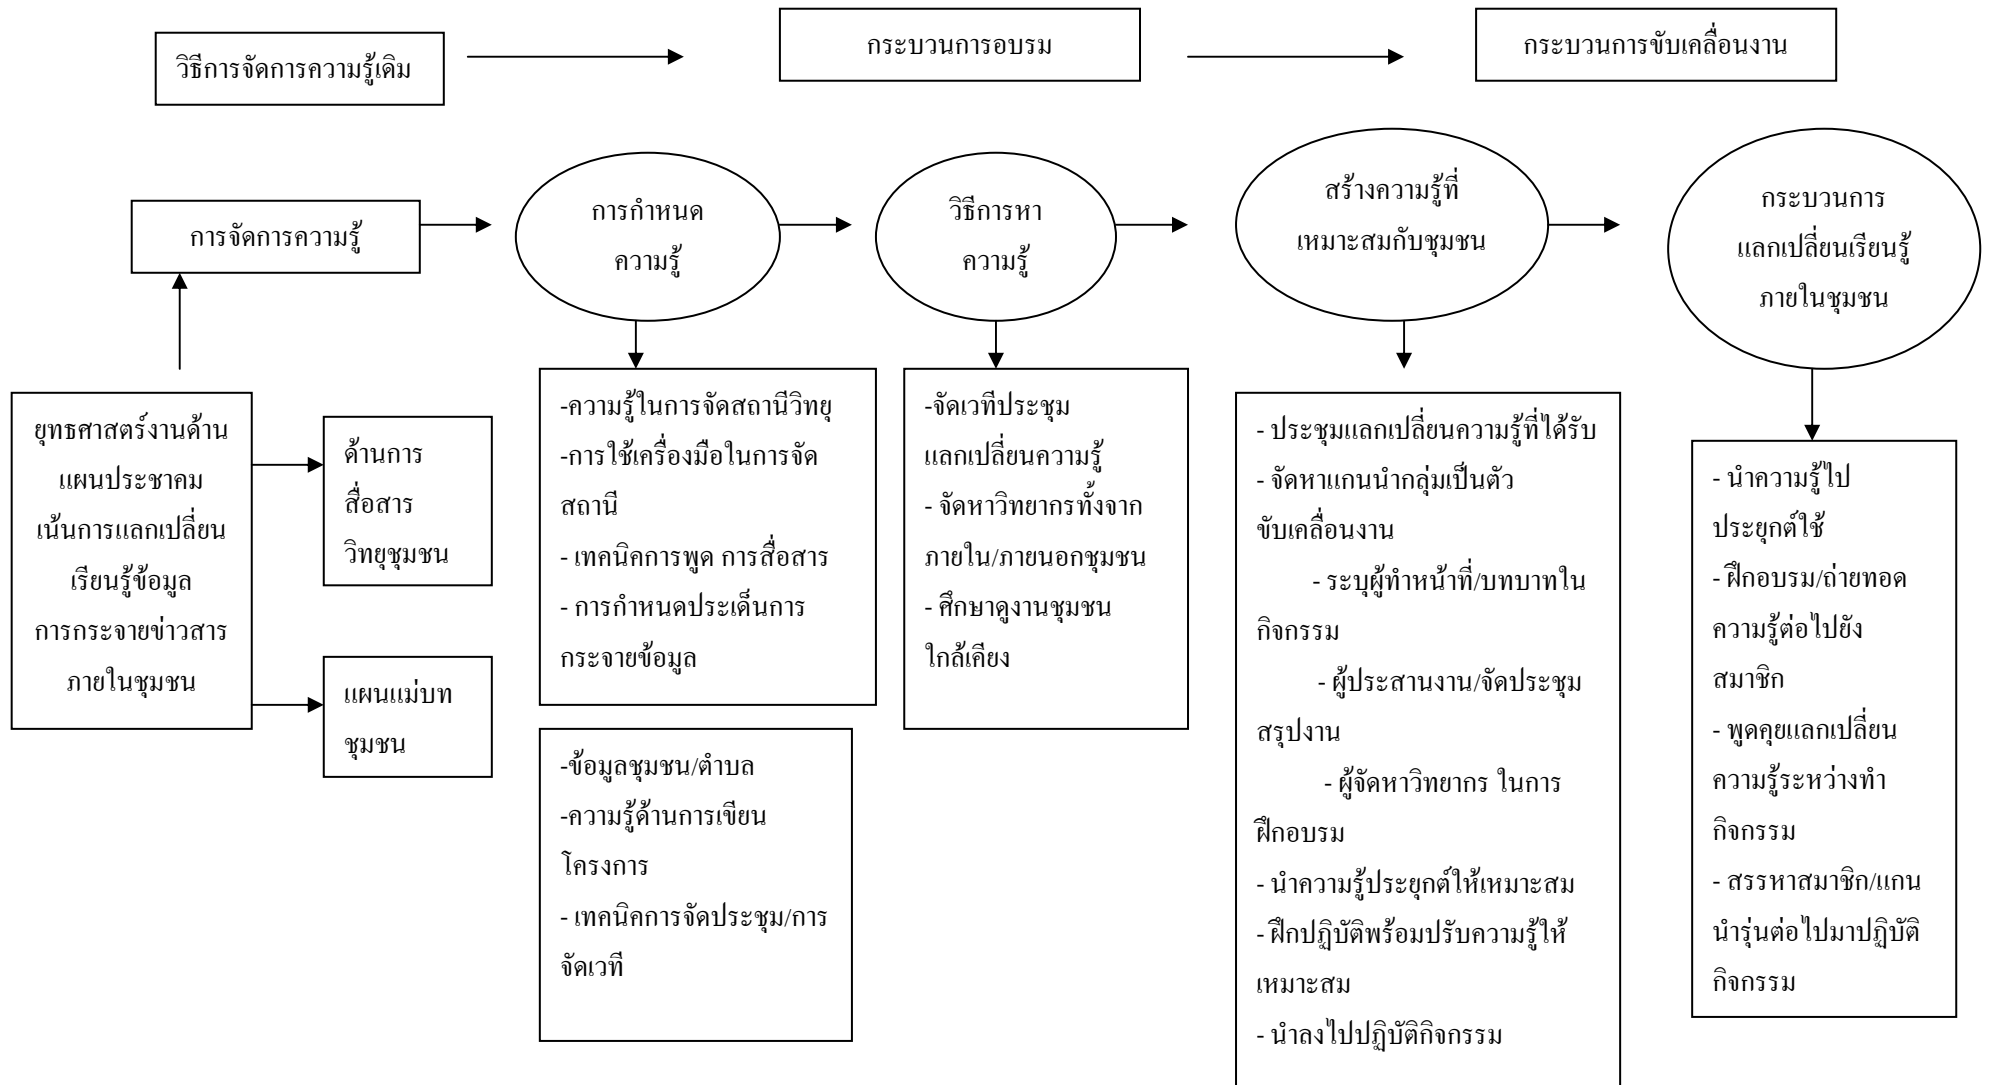 วิธีการจัดการความรู้เดิม
กระบวนการอบรม
กระบวนการขับเคลื่อนงาน
การจัดการความรู้
การกำหนด
ความรู้
วิธีการหา
ความรู้
สร้างความรู้ที่
เหมาะสมกับชุมชน
กระบวนการ
แลกเปลี่ยนเรียนรู้
ภายในชุมชน
ยุทธศาสตร์งานด้าน
แผนประชาคม
เน้นการแลกเปลี่ยน
เรียนรู้ข้อมูล
การกระจายข่าวสาร
ภายในชุมชน
ด้านการ
สื่อสาร
วิทยุชุมชน
แผนแม่บท
ชุมชน
-ความรู้ในการจัดสถานีวิทยุ
-การใช้เครื่องมือในการจัด
สถานี
- เทคนิคการพูด การสื่อสาร
- การกำหนดประเด็นการ
กระจายข้อมูล
-ข้อมูลชุมชน/ตำบล
-ความรู้ด้านการเขียน
โครงการ
- เทคนิคการจัดประชุม/การ
จัดเวที
-จัดเวทีประชุม
แลกเปลี่ยนความรู้
- จัดหาวิทยากรทั้งจาก
ภายใน/ภายนอกชุมชน
- ศึกษาดูงานชุมชน
ใกล้เคียง
- ประชุมแลกเปลี่ยนความรู้ที่ได้รับ
- จัดหาแกนนำกลุ่มเป็นตัว
ขับเคลื่อนงาน
- ระบุผู้ทำหน้าที่/บทบาทใน
กิจกรรม
- ผู้ประสานงาน/จัดประชุม
สรุปงาน
- ผู้จัดหาวิทยากร ในการ
ฝึกอบรม
- นำความรู้ประยุกต์ให้เหมาะสม
- ฝึกปฏิบัติพร้อมปรับความรู้ให้
เหมาะสม
- นำลงไปปฏิบัติกิจกรรม
- นำความรู้ไป
ประยุกต์ใช้
- ฝึกอบรม/ถ่ายทอด
ความรู้ต่อไปยัง
สมาชิก
- พูดคุยแลกเปลี่ยน
ความรู้ระหว่างทำ
กิจกรรม
- สรรหาสมาชิก/แกน
นำรุ่นต่อไปมาปฏิบัติ
กิจกรรม